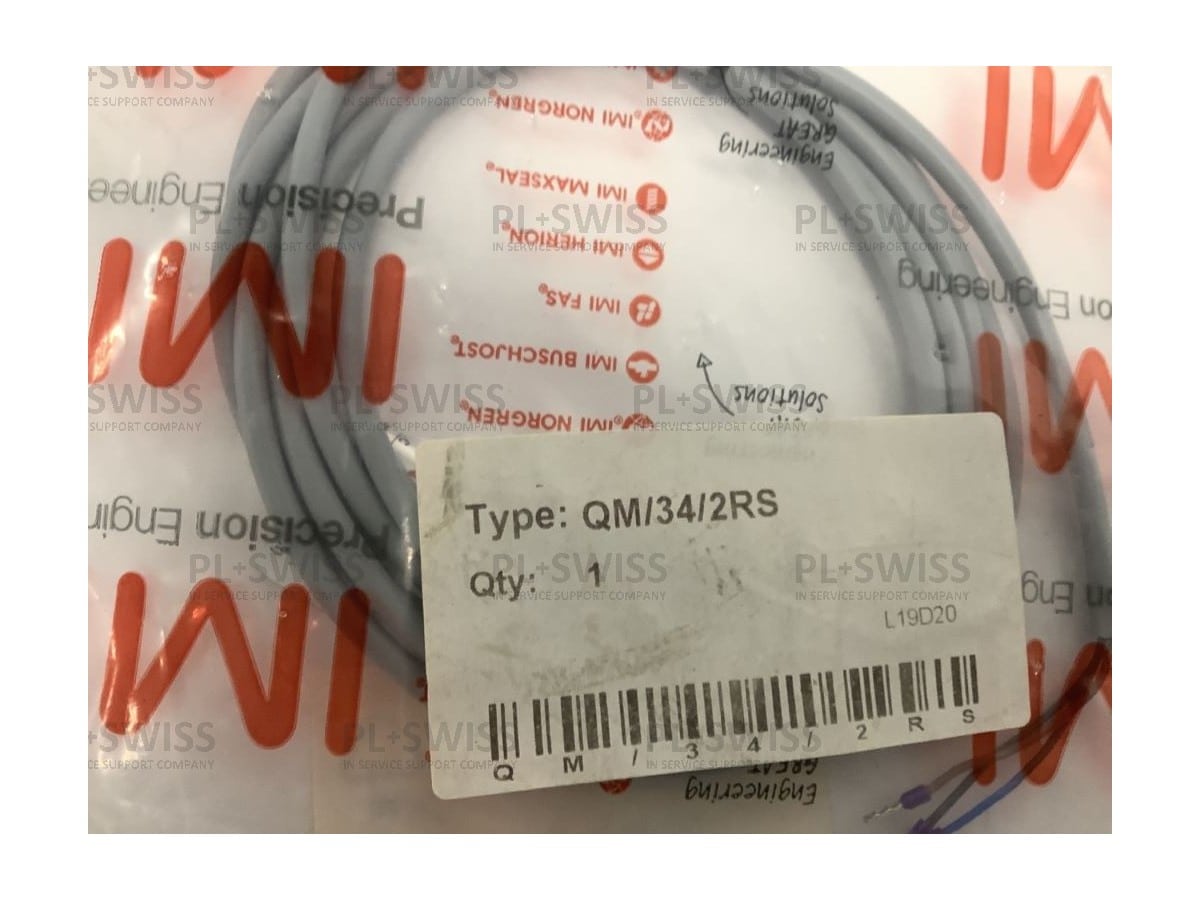 PL+SWISS
IN SERVICE SUPPORT COMPANY
IMI NORGREN®
Solutions
GREAT
Engineering
IMI MAXSEAL®
Precision Enginee
IMI HERION®
IMI
on Engineering
IMI FAS®
IMI BUSCHJOST®
Solutions
IMI NORGREN®
Type: QM/34/2RS
Qty: 1
L19D20
Precision Engin
IMI
Q M / 3 4 / 2 R S
GREAT
Engineering